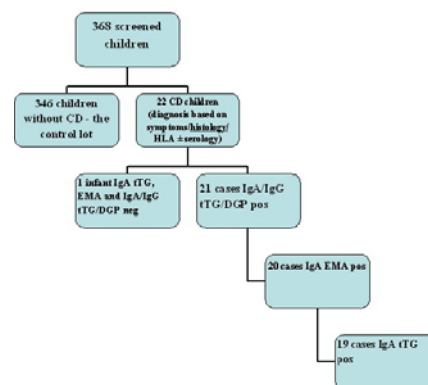 368 screened
children
346 children
without CD - the
control lot
22 CD children
(diagnosis based on
symptoms/histology/
HLA ± serology)
1 infant IgA tTG,
EMA and IgA/IgG
tTG/DGP neg
21 cases IgA/IgG
tTG/DGP pos
20 cases IgA EMA pos
19 cases IgA tTG
pos